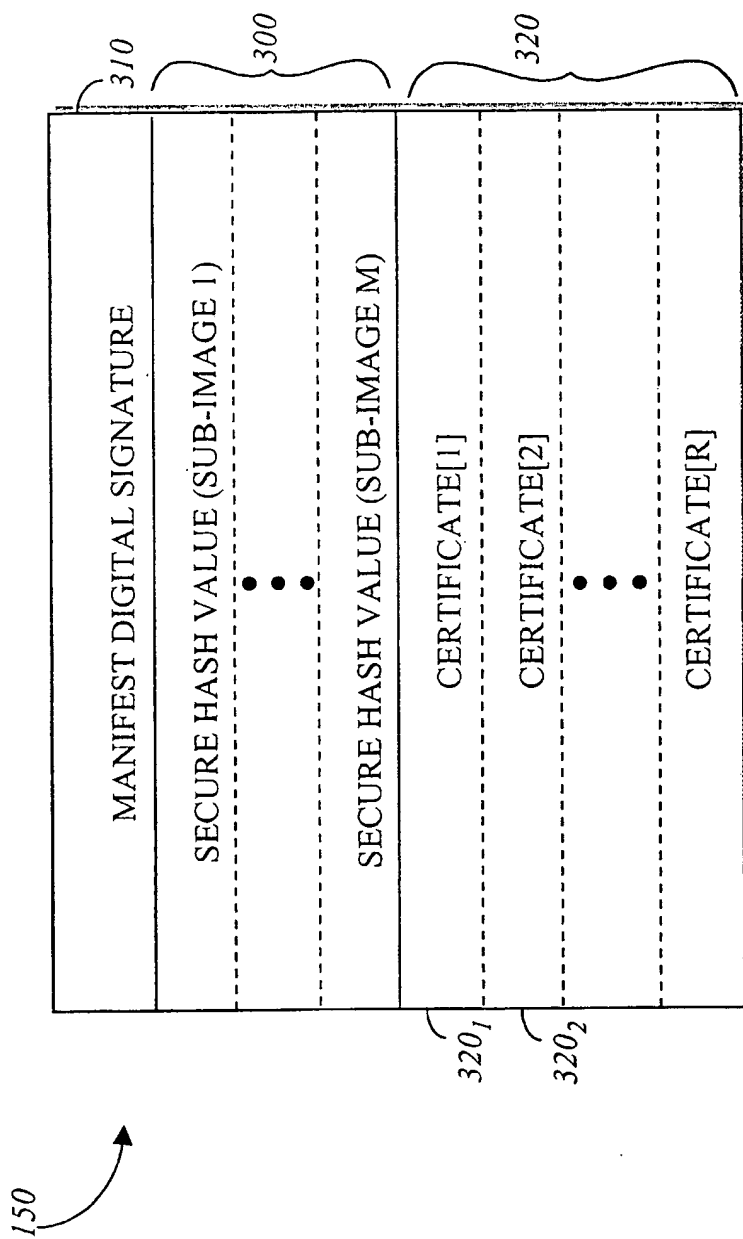 150
310
MANIFEST DIGITAL SIGNATURE
SECURE HASH VALUE (SUB-IMAGE 1)
300
SECURE HASH VALUE (SUB-IMAGE M)
320₁
CERTIFICATE[1]
320
320₂
CERTIFICATE[2]
CERTIFICATE[R]